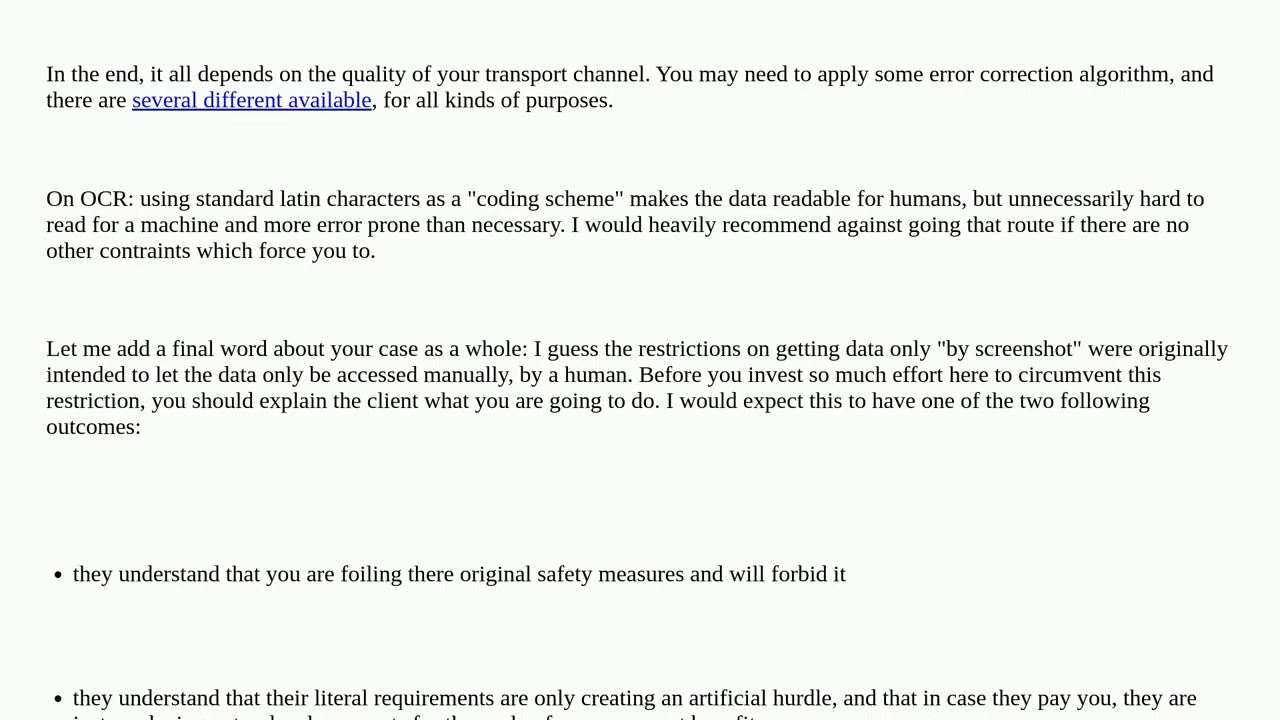 In the end, it all depends on the quality of your transport channel. You may need to apply some error correction algorithm, and
there are several different available, for all kinds of purposes.
On OCR: using standard latin characters as a "coding scheme" makes the data readable for humans, but unnecessarily hard to
read for a machine and more error prone than necessary. I would heavily recommend against going that route if there are no
other contraints which force you to.
Let me add a final word about your case as a whole: I guess the restrictions on getting data only "by screenshot" were originally
intended to let the data only be accessed manually, by a human. Before you invest so much effort here to circumvent this
restriction, you should explain the client what you are going to do. I would expect this to have one of the two following
outcomes:
• they understand that you are foiling there original safety measures and will forbid it
• they understand that their literal requirements are only creating an artificial hurdle, and that in case they pay you, they are